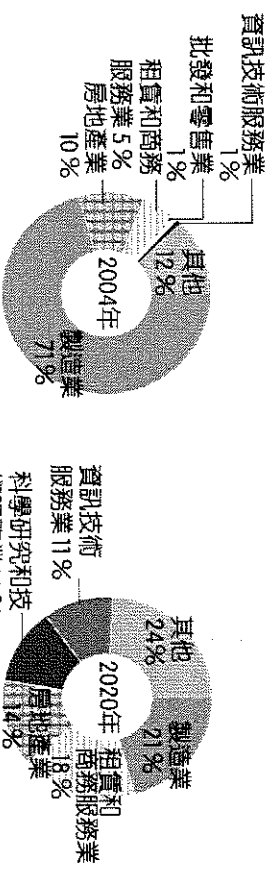 資訊技術服務業
1%
批發和零售業
1%
租賃和商務
服務業 5%
房地產業
10%
其他
12%
2004年
製造業
71%
其他
24%
製造業
21%
2020年
租賃和
商務服務業
18%
房地產業
14%
資訊技術
服務業 11%
科學研究和技